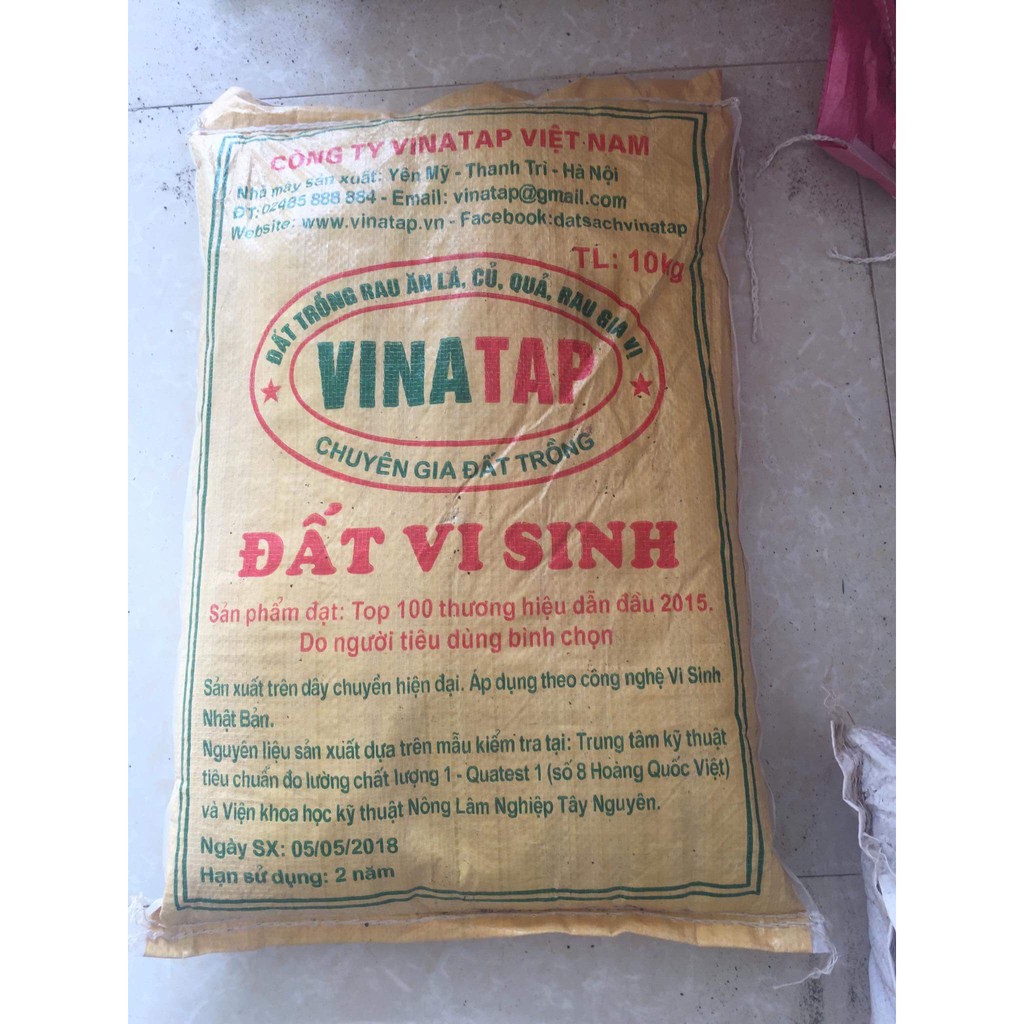 CÔNG TY VINATAP VIỆT NAM
Nhà máy sản xuất: Yên Mỹ - Thanh Trì - Hà Nội
ĐT: 02485 888 884 - Email: vinatap@gmail.com
Website: www.vinatap.vn - Facebook:datsachvinatap
TL: 10kg
ĐẤT TRỒNG RAU ĂN LÁ, CỦ, QUẢ, RAU GIA VỊ
VINATAP
CHUYÊN GIA ĐẤT TRỒNG
ĐẤT VI SINH
Sản phẩm đạt: Top 100 thương hiệu dẫn đầu 2015.
Do người tiêu dùng bình chọn
Sản xuất trên dây chuyển hiện đại. Áp dụng theo công nghệ Vi Sinh
Nhật Bản.
Nguyên liệu sản xuất dựa trên mẫu kiểm tra tại: Trung tâm kỹ thuật
tiêu chuẩn đo lường chất lượng 1 - Quatest 1 (số 8 Hoàng Quốc Việt)
và Viện khoa học kỹ thuật Nông Lâm Nghiệp Tây Nguyên.
Ngày SX: 05/05/2018
Hạn sử dụng: 2 năm